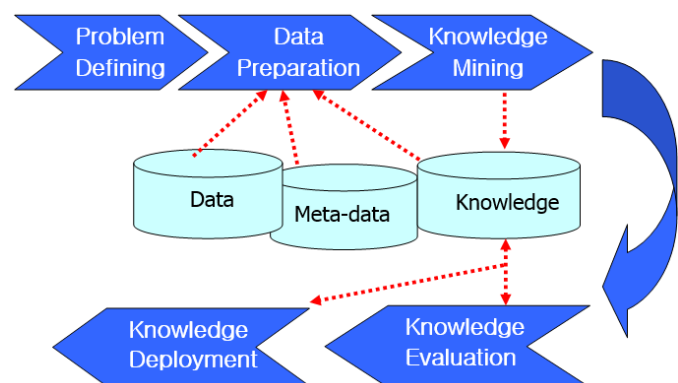 Problem
Defining
Data
Preparation
Knowledge
Mining
Data
Meta-data
Knowledge
Knowledge
Deployment
Knowledge
Evaluation